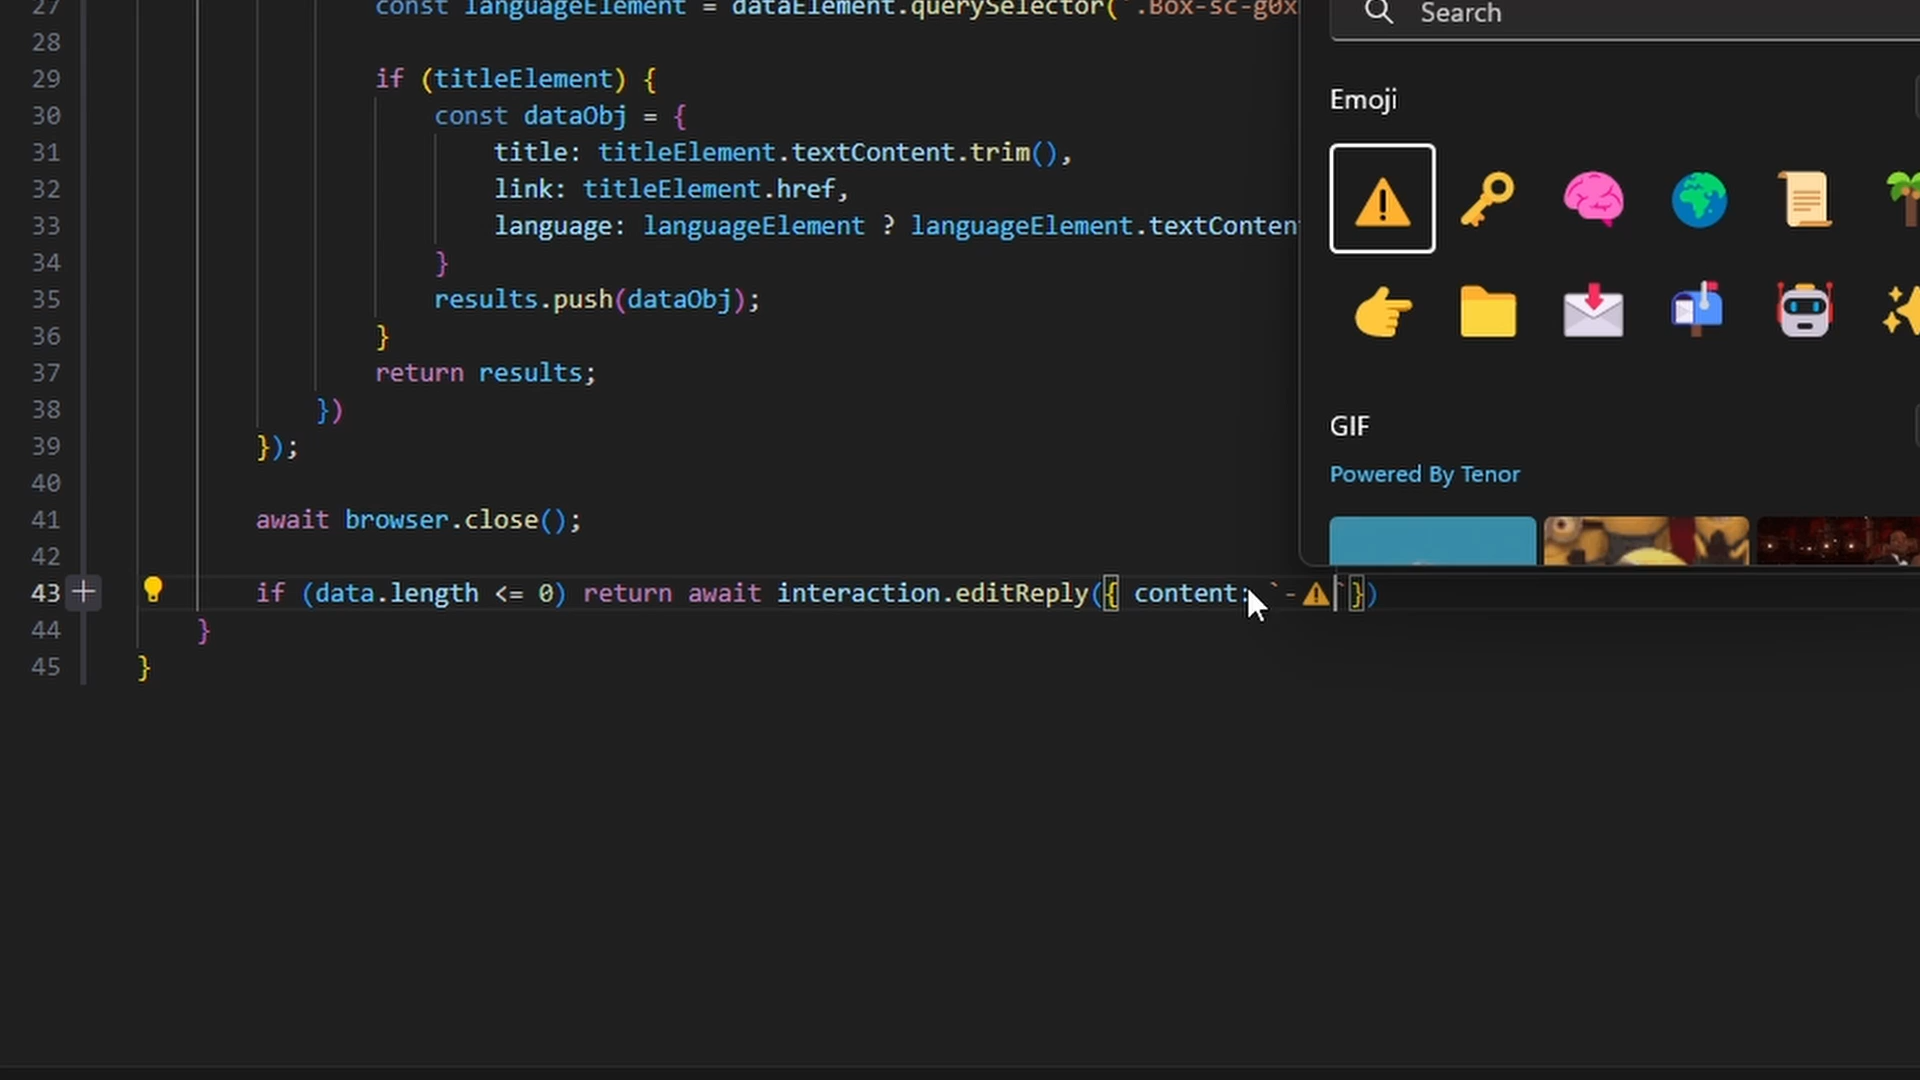 27 const languageElement = dataElement.querySelector(`.Box-sc-g0x
28
29 if (titleElement) {
30 const dataObj = {
31 title: titleElement.textContent.trim(),
32 link: titleElement.href,
33 language: languageElement ? languageElement.textConten
34 }
35 results.push(dataObj);
36 }
37 return results;
38 })
39 });
40
41 await browser.close();
42
43 if (data.length <= 0) return await interaction.editReply({ content: `-⚠️`})
44 }
45 }
Search
Emoji
GIF
Powered By Tenor